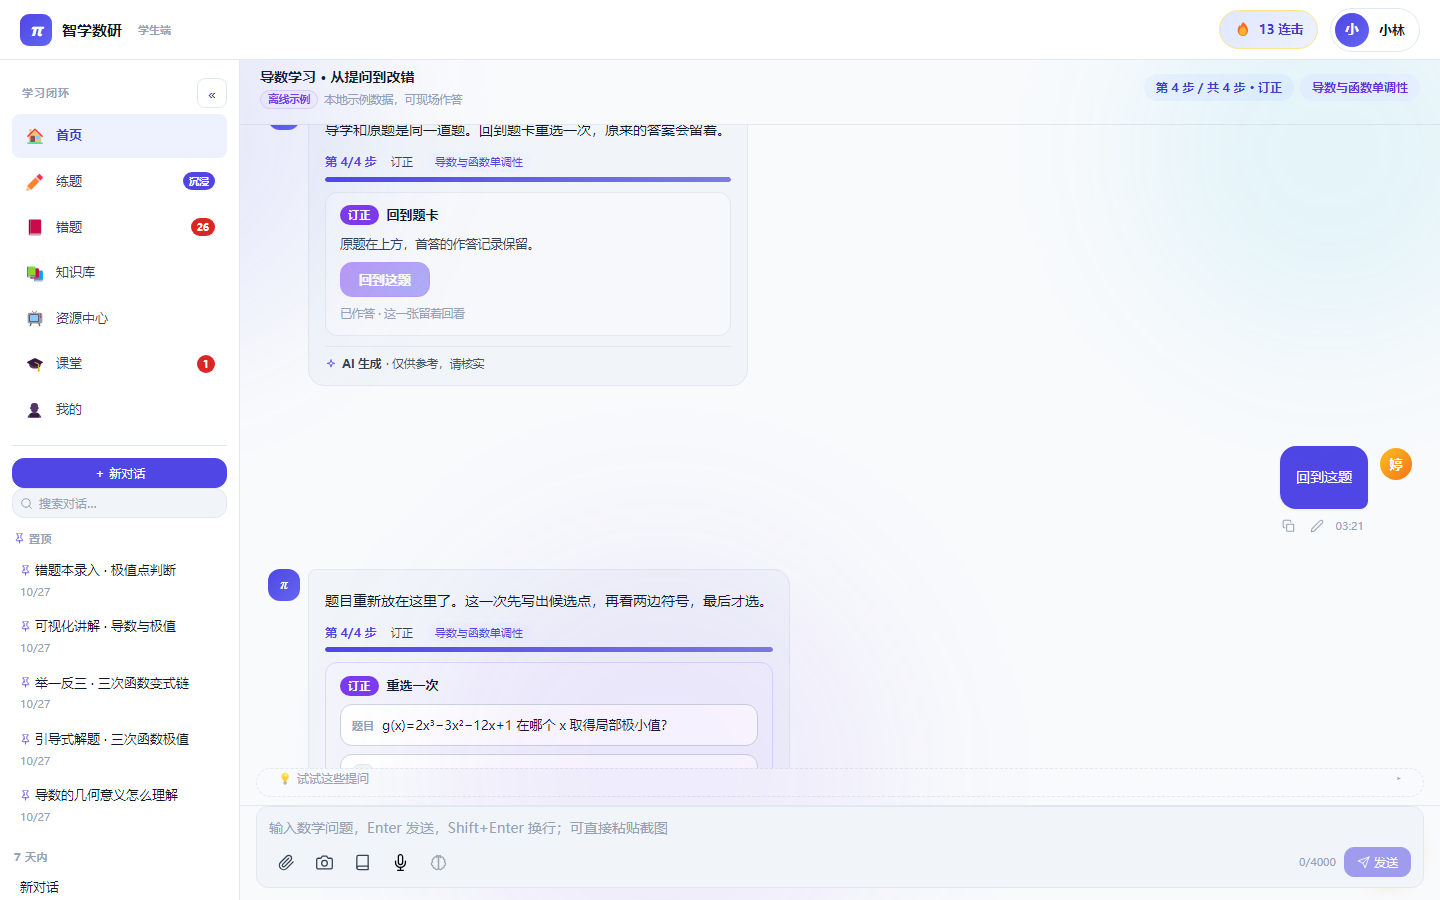 π 智学数研 学生端
13 连击
小 小林
学习闭环 «
首页
练题 沉浸
错题 26
知识库
资源中心
课堂 1
我的
+ 新对话
搜索对话...
置顶
错题本录入 · 极值点判断
10/27
可视化讲解 · 导数与极值
10/27
举一反三 · 三次函数变式链
10/27
引导式解题 · 三次函数极值
10/27
导数的几何意义怎么理解
10/27
7 天内
新对话
导数学习 • 从提问到改错
离线示例 本地示例数据，可现场作答
第 4 步 / 共 4 步 • 订正 导数与函数单调性
导学和原题是同一道题。回到题卡重选一次，原来的答案会留着。
第 4/4 步 订正 导数与函数单调性
订正 回到题卡
原题在上方，首答的作答记录保留。
回到这题
已作答 · 这一张留着回看
AI 生成 · 仅供参考，请核实
回到这题 婷
03:21
π
题目重新放在这里了。这一次先写出候选点，再看两边符号，最后才选。
第 4/4 步 订正 导数与函数单调性
订正 重选一次
题目 g(x)=2x³−3x²−12x+1 在哪个 x 取得局部极小值?
试试这些提问
输入数学问题，Enter 发送，Shift+Enter 换行；可直接粘贴截图
0/4000 发送